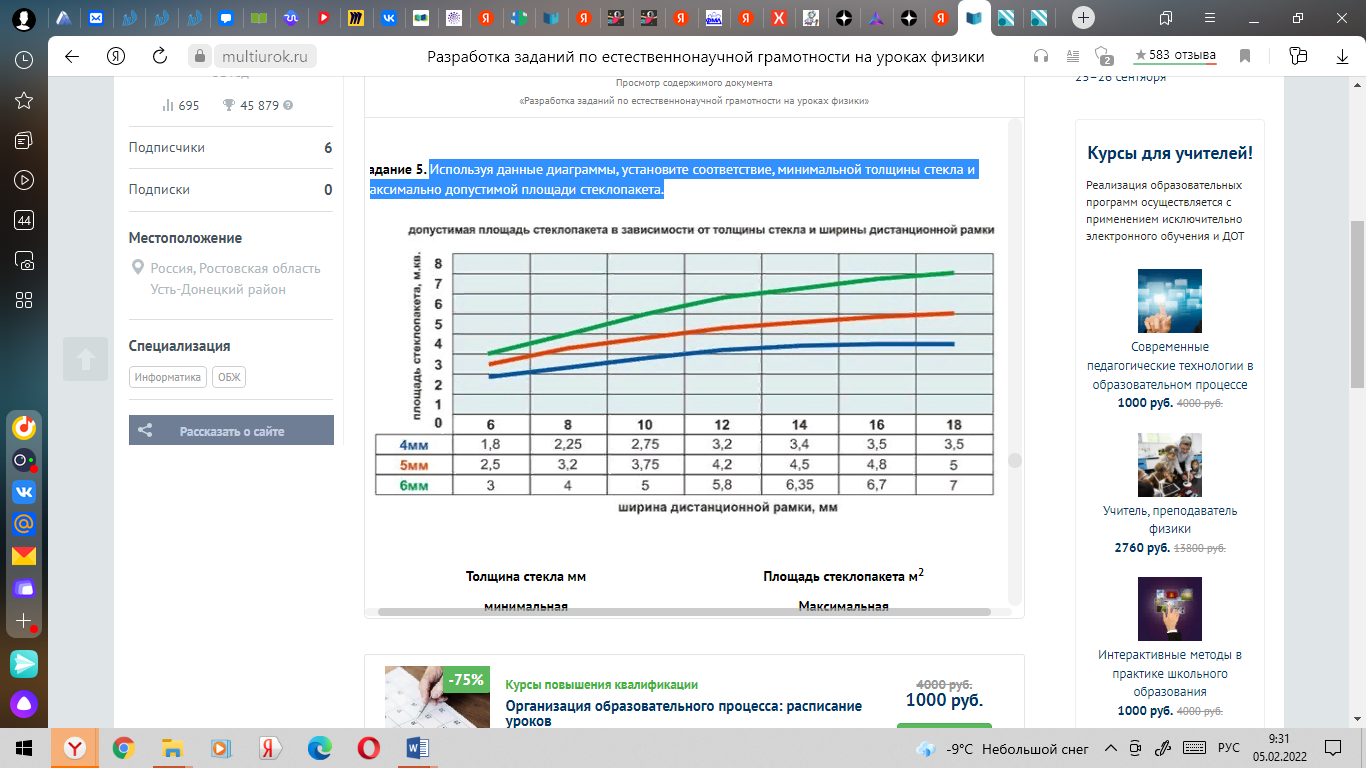 multiurok.ru
Разработка заданий по естественнонаучной грамотности на уроках физики
2
★ 583 отзыва
44
695
45 879
Подписчики 6
Подписки 0
Местоположение
Россия, Ростовская область
Усть-Донецкий район
Специализация
Информатика
ОБЖ
Рассказать о сайте
Просмотр содержимого документа
«Разработка заданий по естественнонаучной грамотности на уроках физики»
адание 5. Используя данные диаграммы, установите соответствие, минимальной толщины стекла и
аксимально допустимой площади стеклопакета.
допустимая площадь стеклопакета в зависимости от толщины стекла и ширины дистанционной рамки
площадь стеклопакета, м.кв.
8
7
6
5
4
3
2
1
0
6 8 10 12 14 16 18
4мм 1,8 2,25 2,75 3,2 3,4 3,5 3,5
5мм 2,5 3,2 3,75 4,2 4,5 4,8 5
6мм 3 4 5 5,8 6,35 6,7 7
ширина дистанционной рамки, мм
Толщина стекла мм
минимальная
Площадь стеклопакета м²
Максимальная
-75%
Курсы повышения квалификации
Организация образовательного процесса: расписание
уроков
4000 руб.
1000 руб.
25–26 сентября
Курсы для учителей!
Реализация образовательных
программ осуществляется с
применением исключительно
электронного обучения и ДОТ
Современные
педагогические технологии в
образовательном процессе
1000 руб. 4000 руб.
Учитель, преподаватель
физики
2760 руб. 13800 руб.
Интерактивные методы в
практике школьного
образования
1000 руб. 4000 руб.
-9°C Небольшой снег
РУС
9:31
05.02.2022